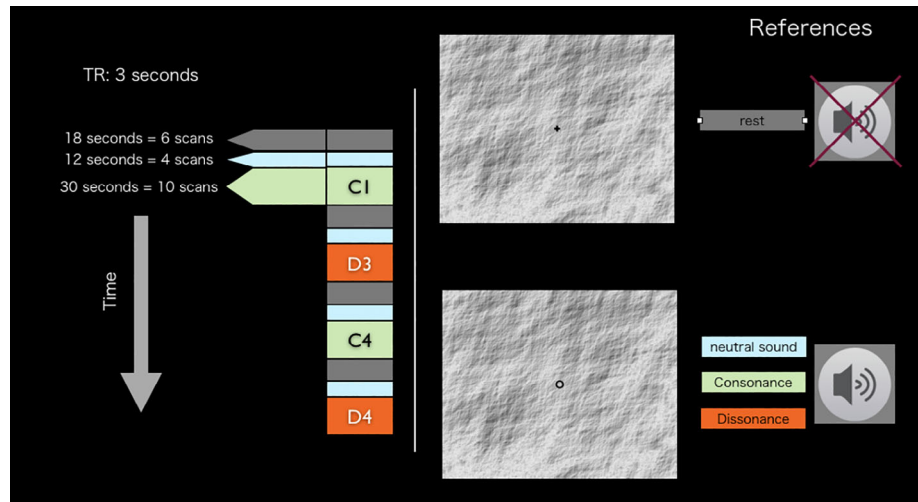 References
TR: 3 seconds
18 seconds = 6 scans
12 seconds = 4 scans
30 seconds = 10 scans
C1
D3
C4
D4
Time
rest
neutral sound
Consonance
Dissonance